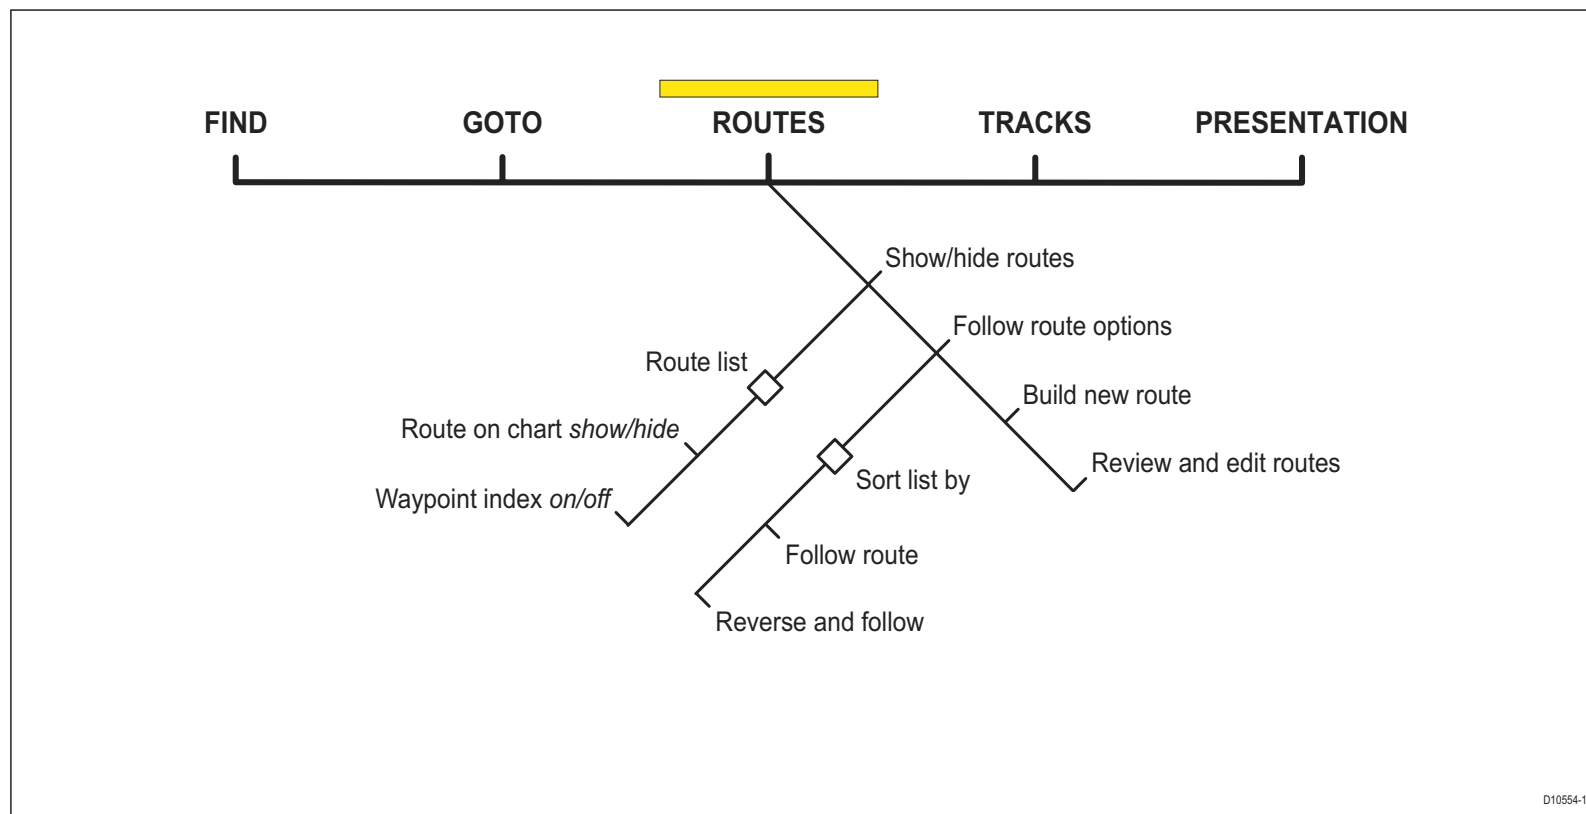 FIND
GOTO
ROUTES
TRACKS
PRESENTATION
Show/hide routes
Follow route options
Route list
Build new route
Route on chart show/hide
Review and edit routes
Sort list by
Waypoint index on/off
Follow route
Reverse and follow
D10554-1